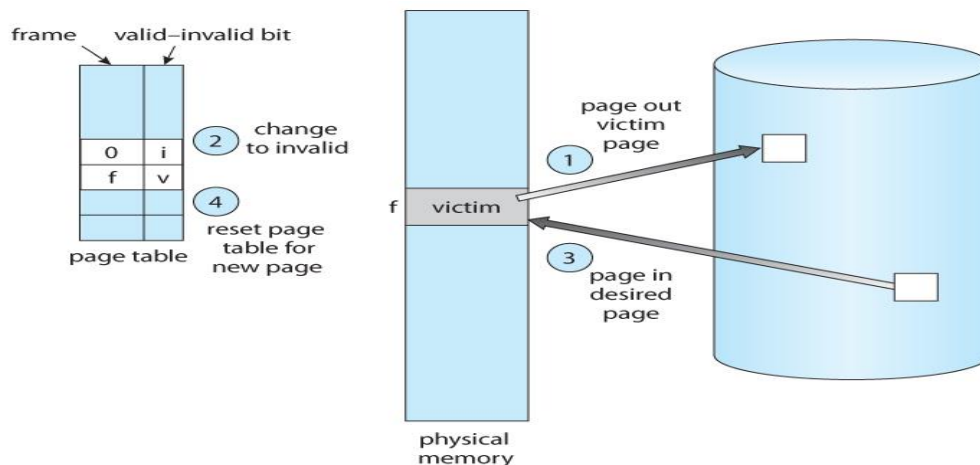 frame
valid–invalid bit
0 i
f v
page table
2
change
to invalid
4
reset page
table for
new page
f
victim
physical
memory
1
page out
victim
page
3
page in
desired
page